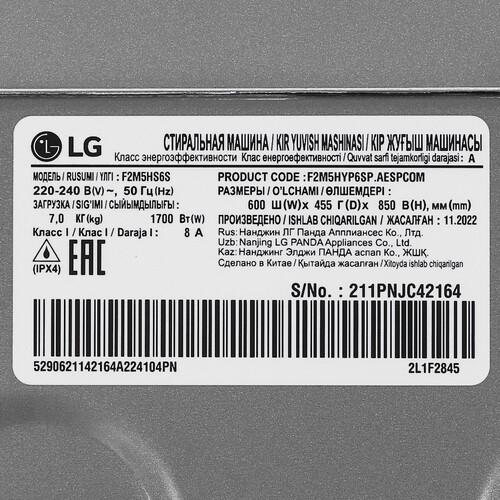 LG
СТИРАЛЬНАЯ МАШИНА / KIR YUVISH MASHINASI / КІР ЖУҒЫШ МАШИНАСЫ
Класс энергоэффективности / Клас енергоефективності / Quvvat sarfi tejamkorligi darajasi : A
МОДЕЛЬ / RUSUMI / ҮЛГІ : F2M5HS6S
220-240 В(V)~, 50 Гц(Hz)
ЗАГРУЗКА / SIG'IMI / СЫЙЫМДЫЛЫҒЫ :
7,0 Кг(kg) 1700 Вт(W)
Класс I / Класс I / Daraja I : 8 A
(IPX4) EAC
PRODUCT CODE : F2M5HYP6SP.AESPCOM
РАЗМЕРЫ / O'LCHAMI / ӨЛШЕМДЕРІ :
600 Ш(W)x 455 Г(D)x 850 В(H),мм(mm)
ПРОИЗВЕДЕНО / ISHLAB CHIQARILGAN / ЖАСАЛҒАН : 11.2022
Rus: Нанджин ЛГ Панда Апплиансес Ко., Лтд.
Uzb: Nanjing LG PANDA Appliances Co., Ltd.
Kaz: Нанджинг Элджи ПАНДА аплаенсес Ко., ЖШҚ.
Сделано в Китае / Қытайда жасалған / Xitoyda ishlab chiqarilgan
S/No. : 211PNJC42164
5290621142164A224104PN
2L1F2845